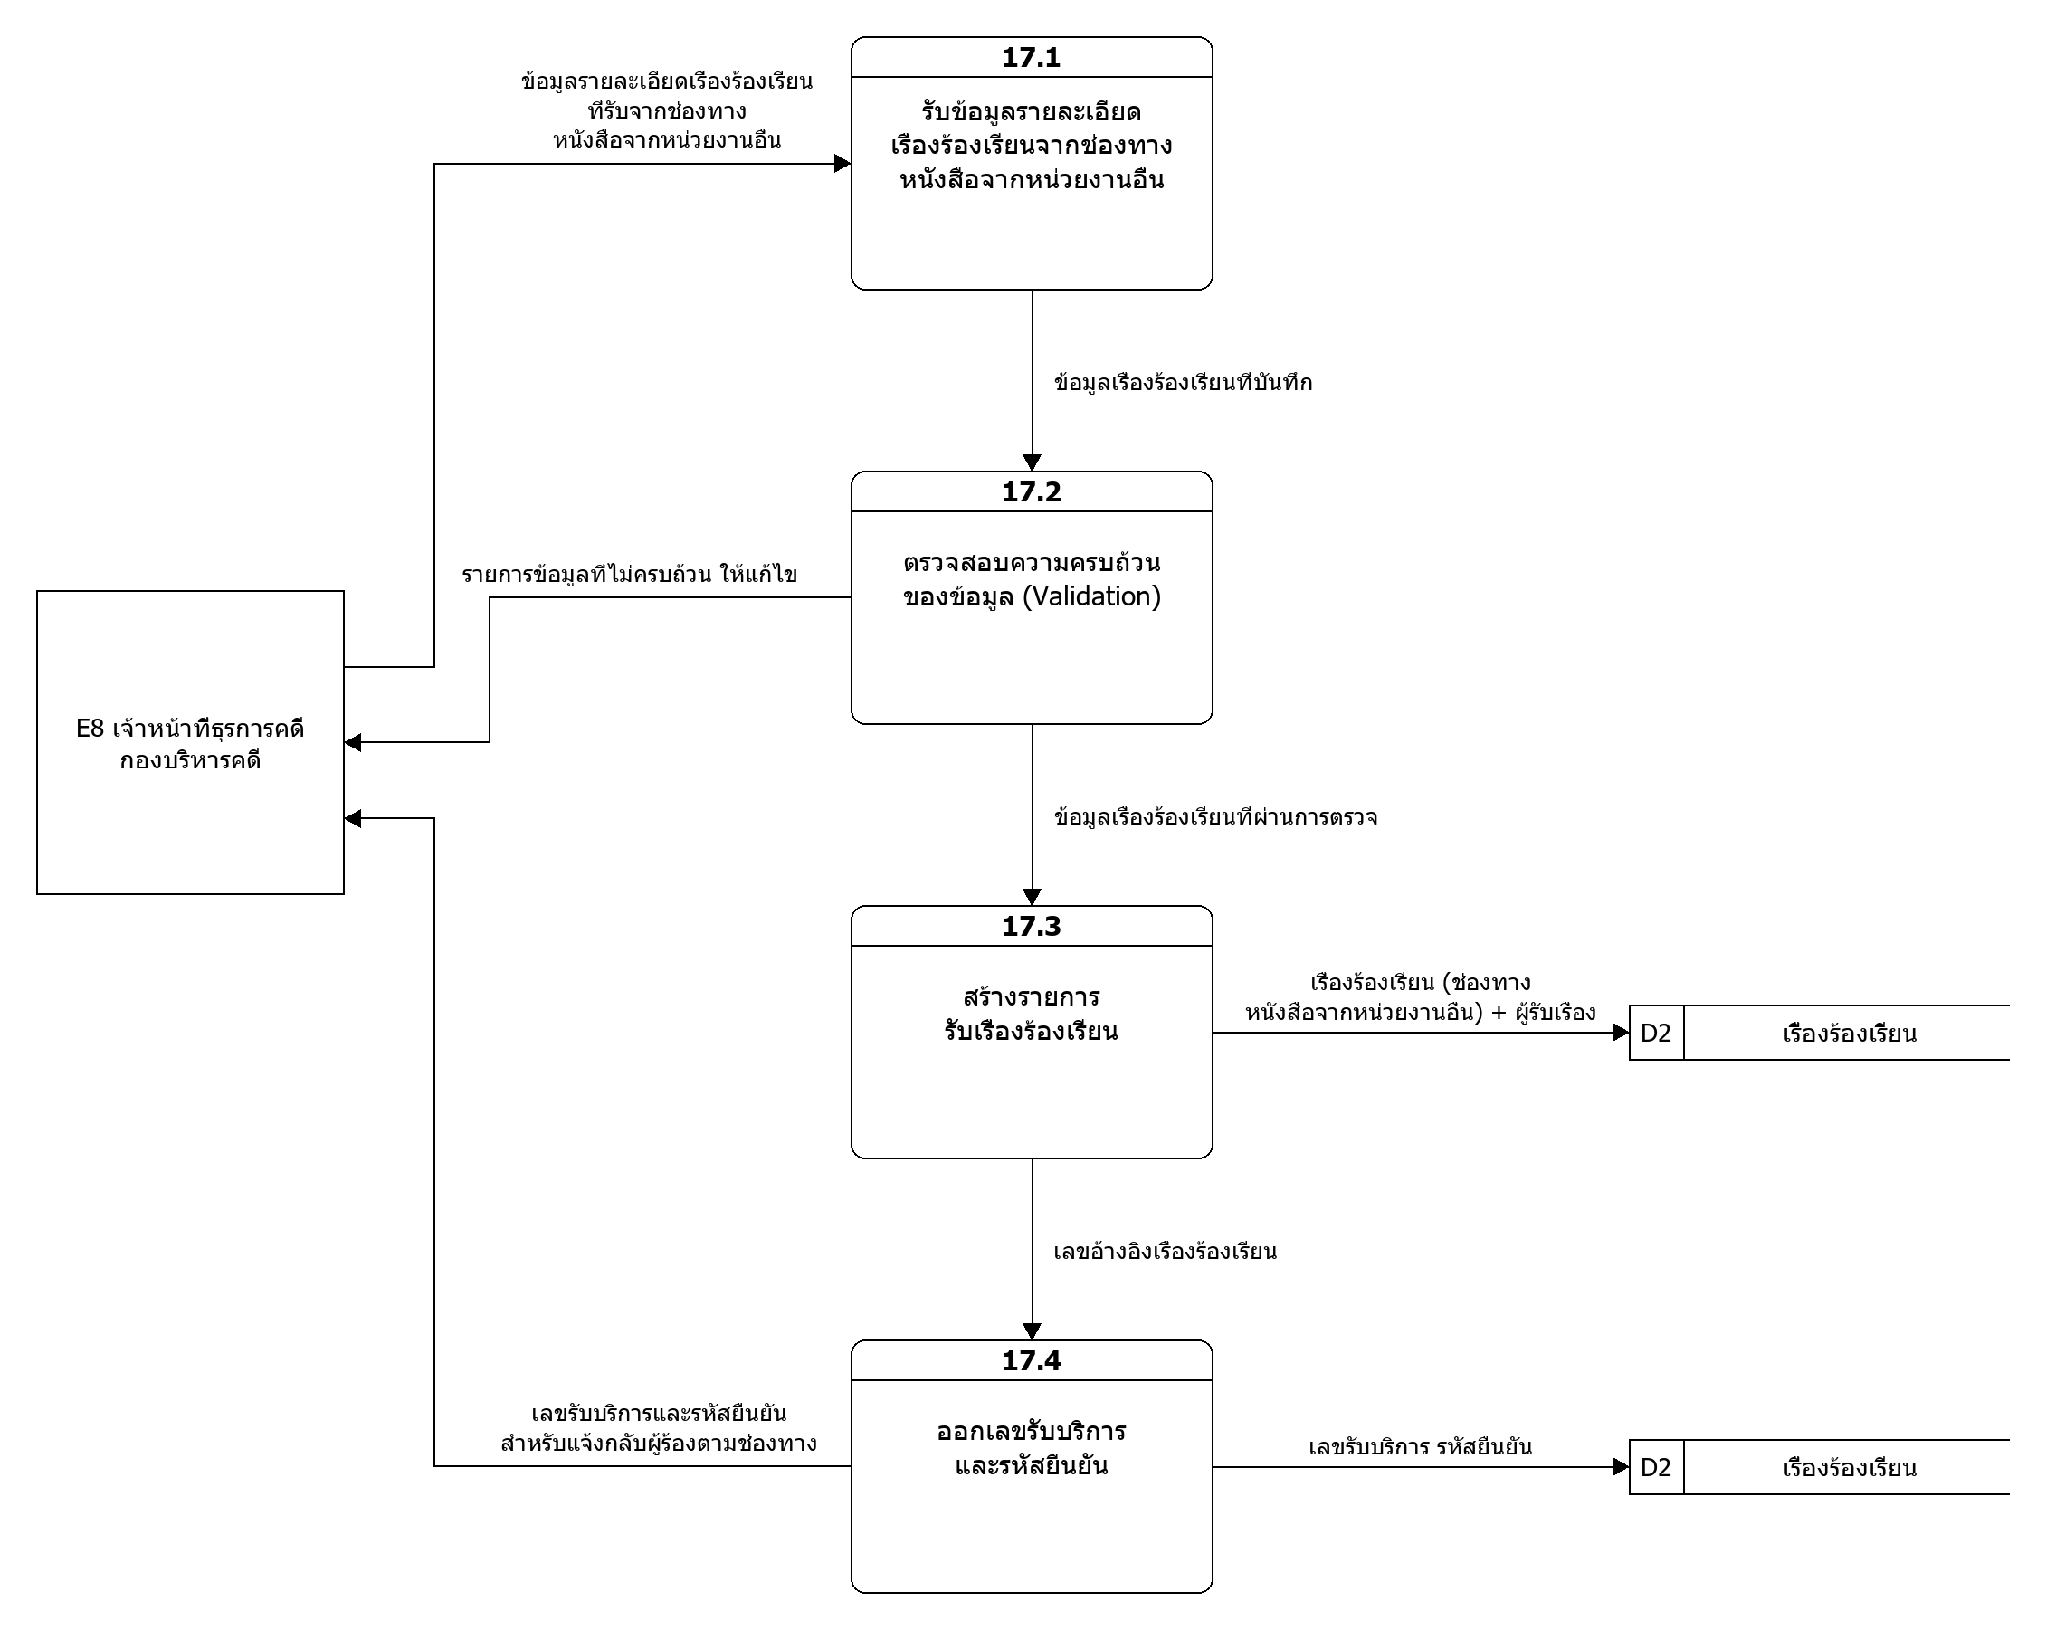 17.1
รับข้อมูลรายละเอียด
เรื่องร้องเรียนจากช่องทาง
หนังสือจากหน่วยงานอื่น
ข้อมูลรายละเอียดเรื่องร้องเรียน
ที่รับจากช่องทาง
หนังสือจากหน่วยงานอื่น
ข้อมูลเรื่องร้องเรียนที่บันทึก
17.2
ตรวจสอบความครบถ้วน
ของข้อมูล (Validation)
รายการข้อมูลที่ไม่ครบถ้วน ให้แก้ไข
E8 เจ้าหน้าที่ธุรการคดี
กองบริหารคดี
ข้อมูลเรื่องร้องเรียนที่ผ่านการตรวจ
17.3
สร้างรายการ
รับเรื่องร้องเรียน
เรื่องร้องเรียน (ช่องทาง
หนังสือจากหน่วยงานอื่น) + ผู้รับเรื่อง
D2 เรื่องร้องเรียน
เลขอ้างอิงเรื่องร้องเรียน
17.4
ออกเลขรับบริการ
และรหัสยืนยัน
เลขรับบริการและรหัสยืนยัน
สำหรับแจ้งกลับผู้ร้องตามช่องทาง
เลขรับบริการ รหัสยืนยัน
D2 เรื่องร้องเรียน